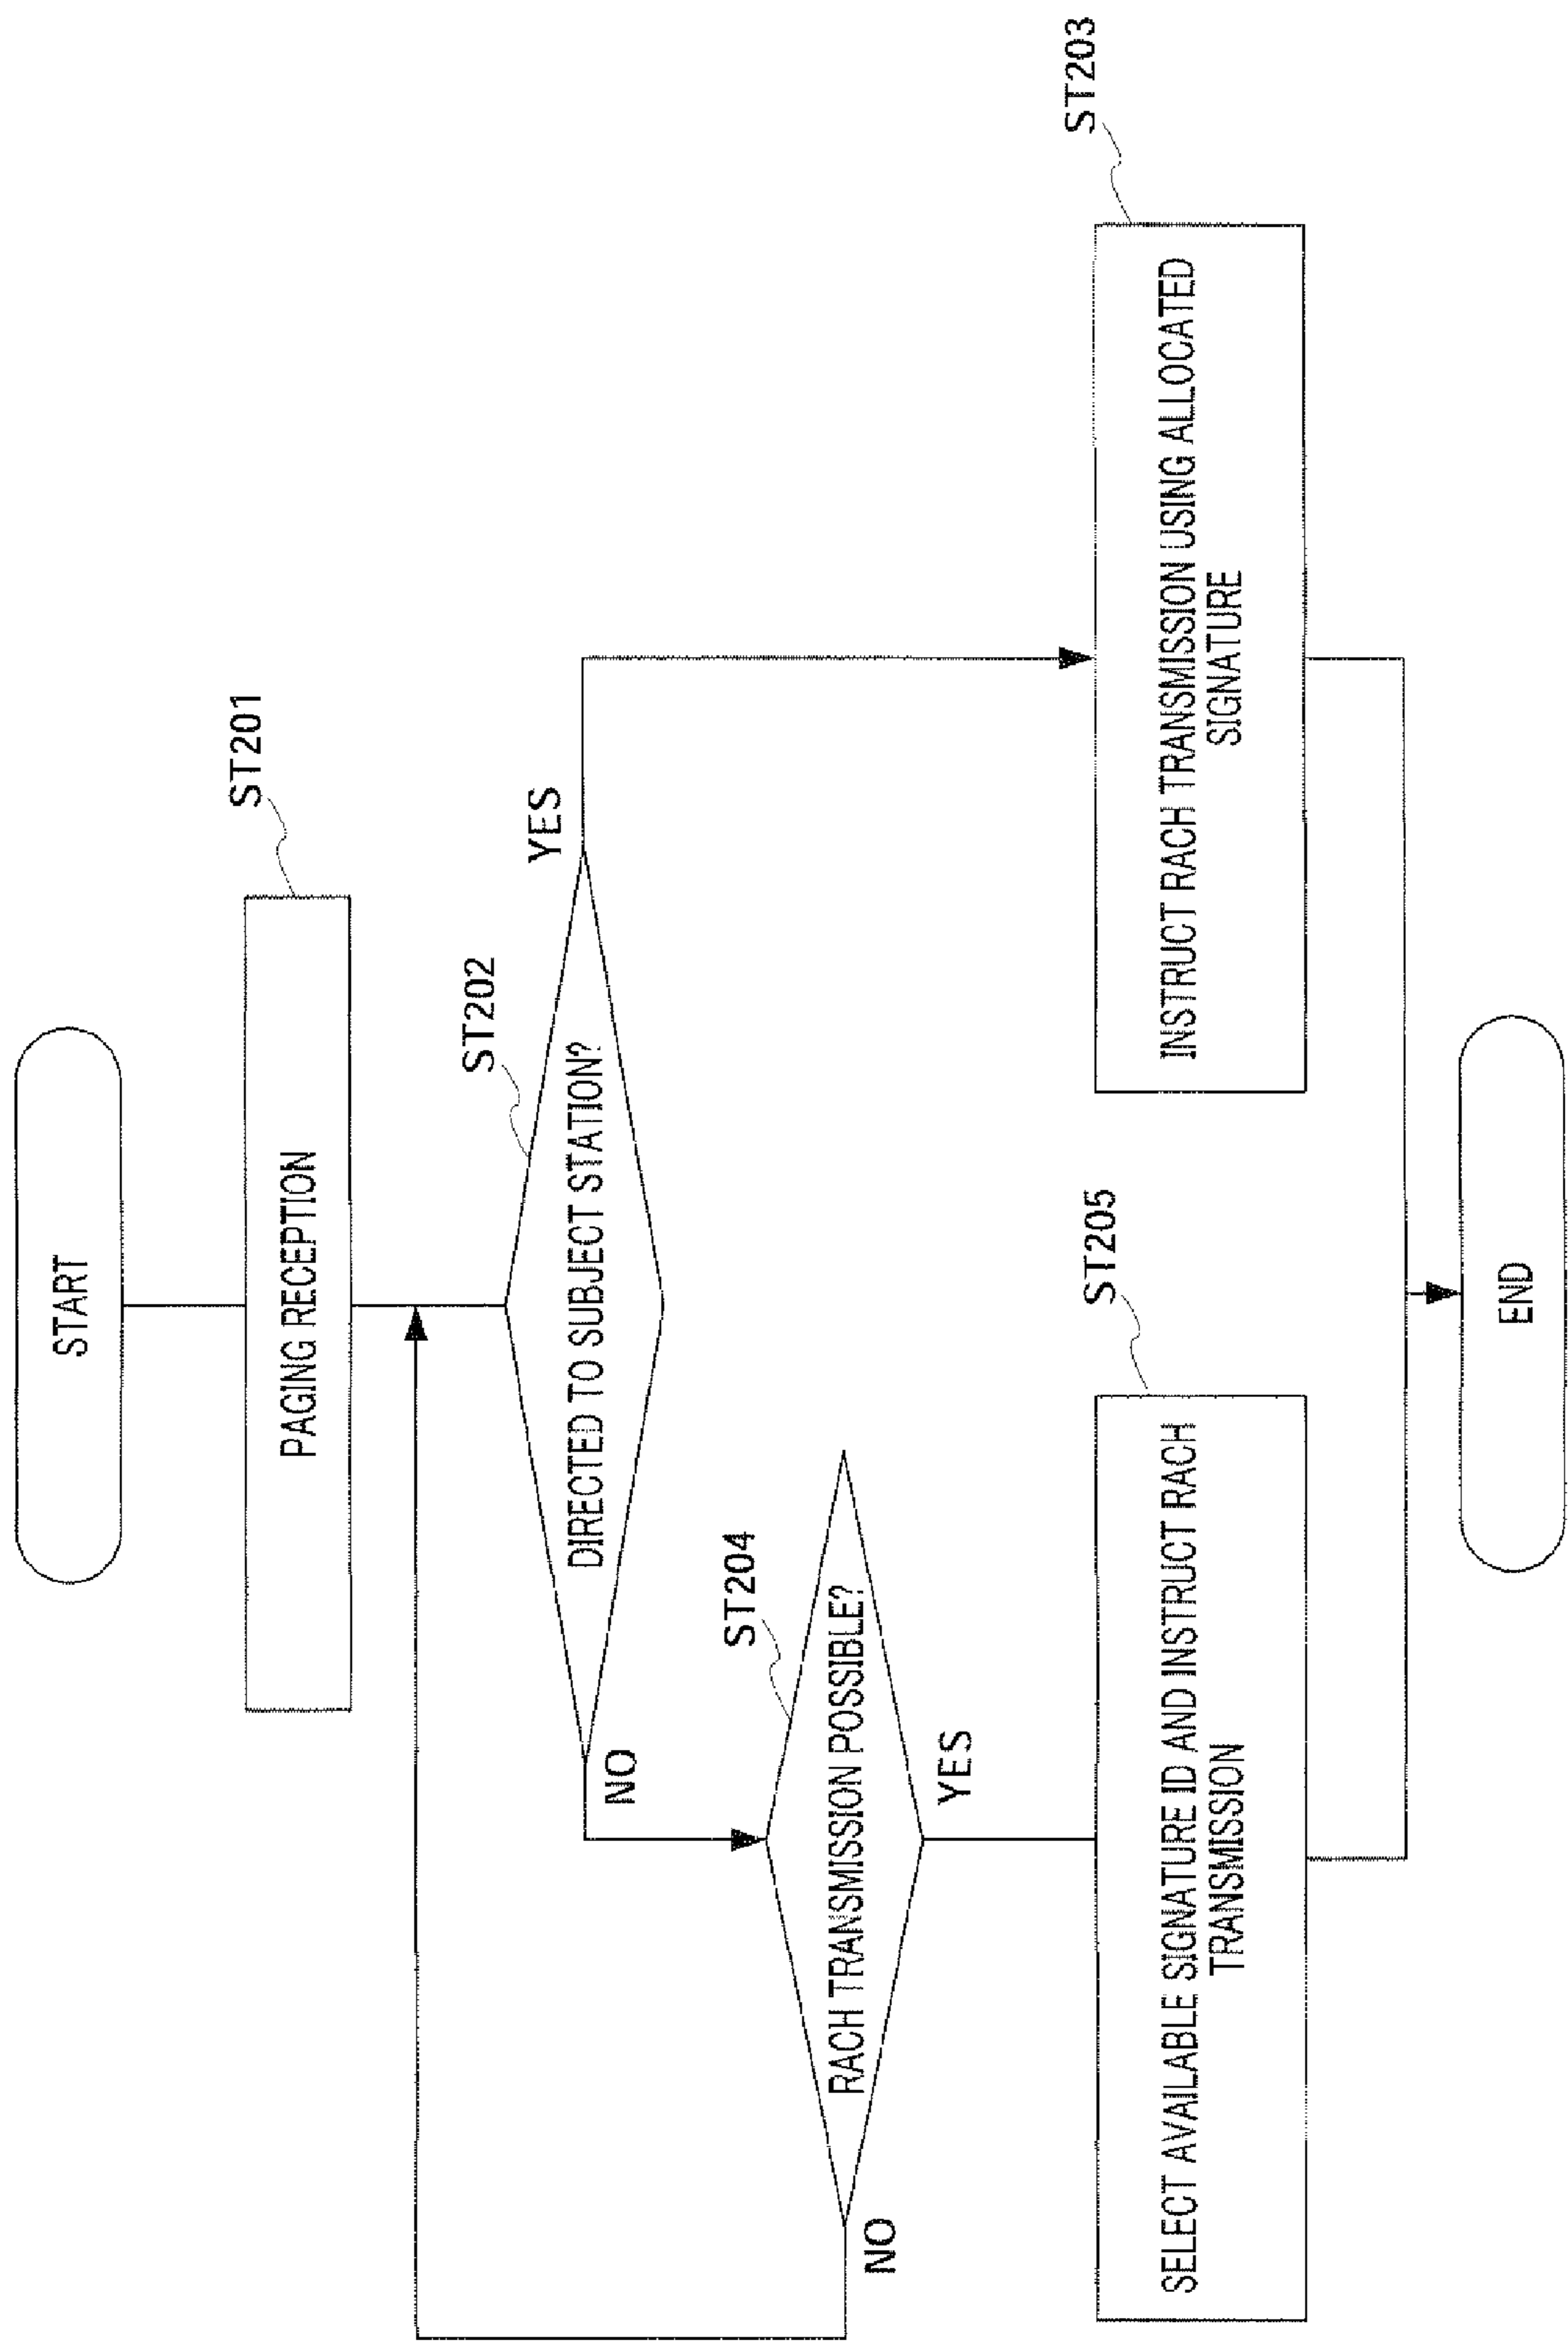 START
ST201
PAGING RECEPTION
ST202
DIRECTED TO SUBJECT STATION?
YES
NO
ST204
RACH TRANSMISSION POSSIBLE?
YES
NO
ST205
SELECT AVAILABLE SIGNATURE ID AND INSTRUCT RACH
TRANSMISSION
ST203
INSTRUCT RACH TRANSMISSION USING ALLOCATED
SIGNATURE
END